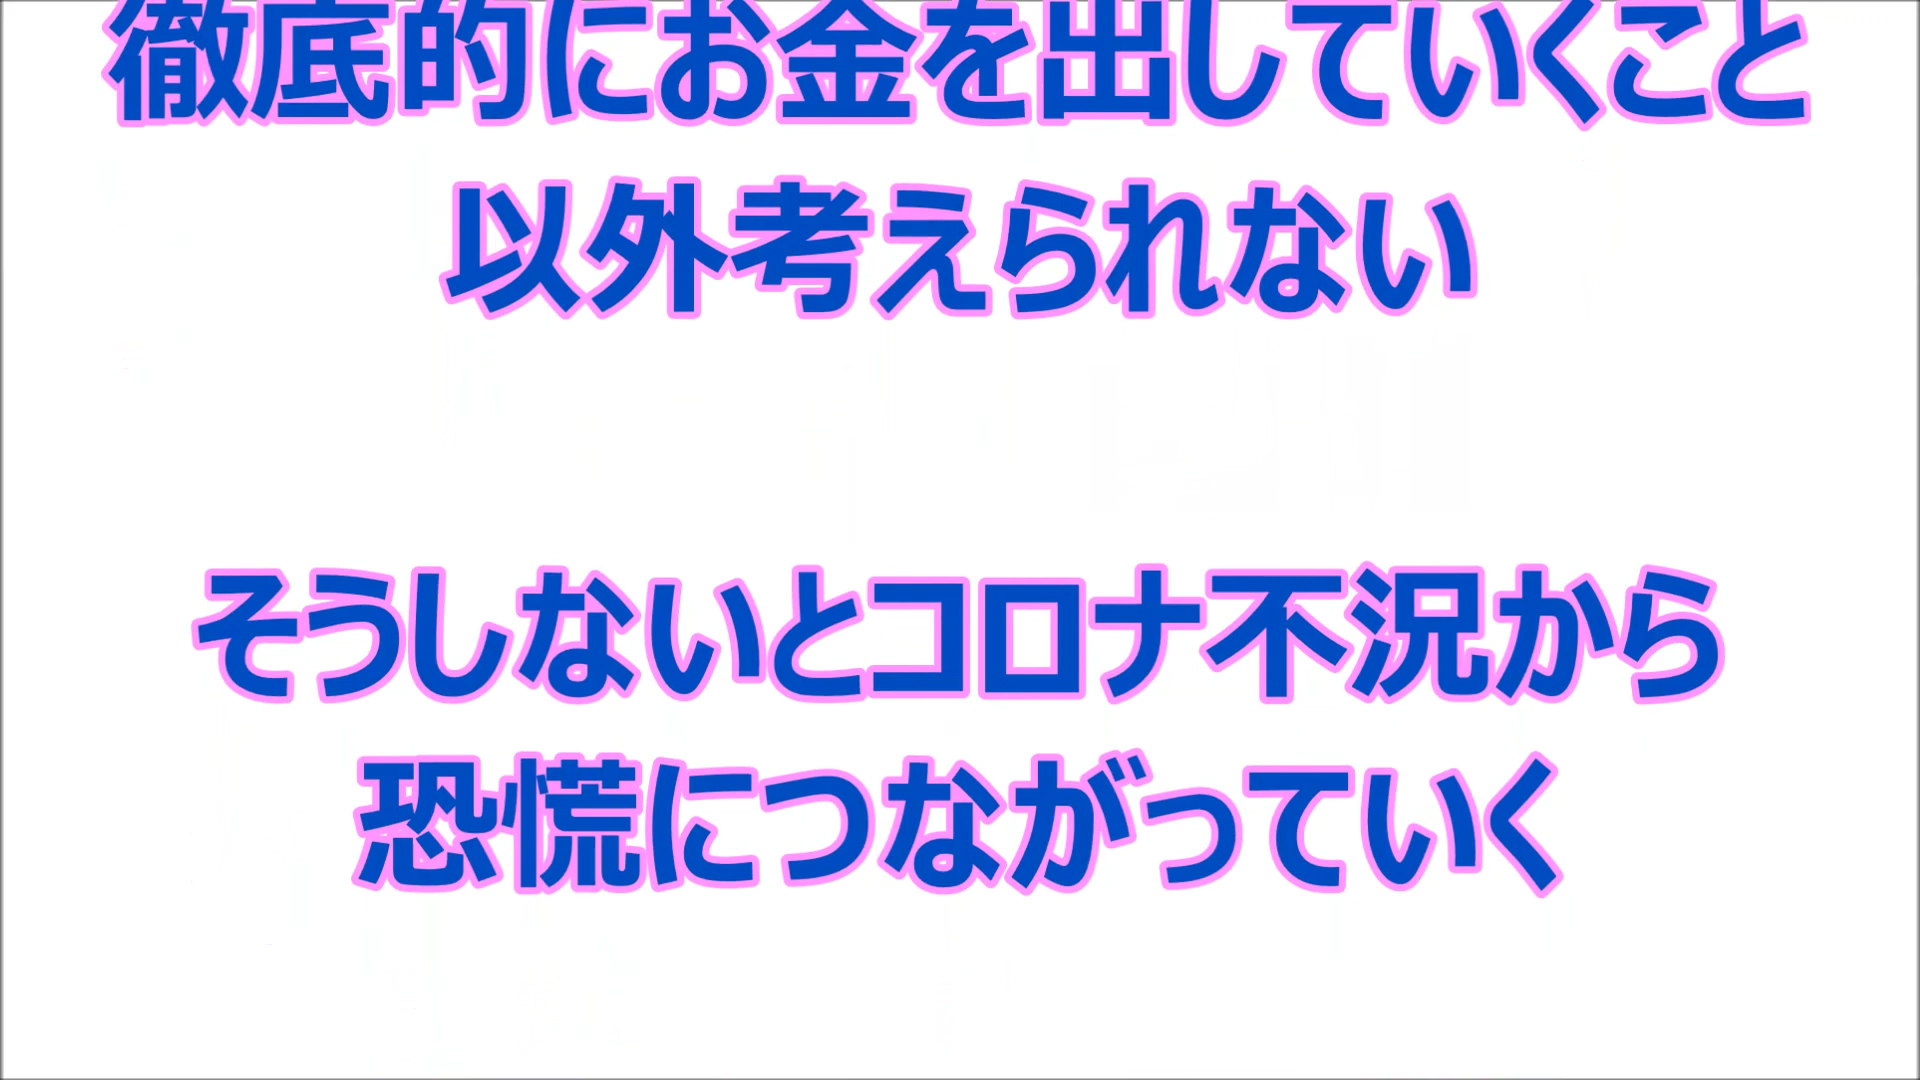 徹底的にお金を出していくこと
以外考えられない
そうしないとコロナ不況から
恐慌につながっていく